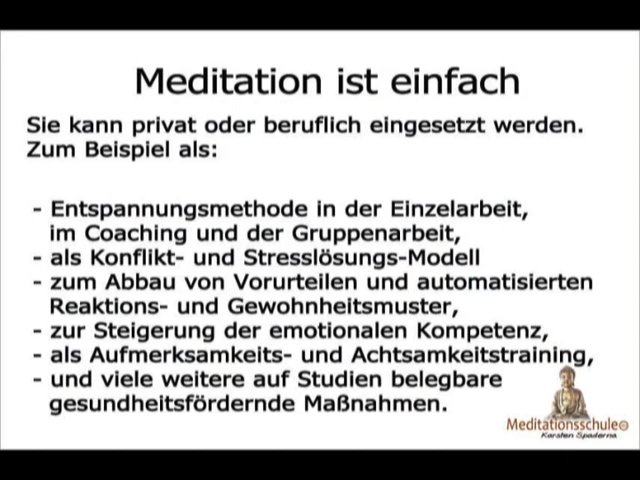 Meditation ist einfach
Sie kann privat oder beruflich eingesetzt werden.
Zum Beispiel als:
- Entspannungsmethode in der Einzelarbeit,
im Coaching und der Gruppenarbeit,
- als Konflikt- und Stresslösungs-Modell
- zum Abbau von Vorurteilen und automatisierten
Reaktions- und Gewohnheitsmuster,
- zur Steigerung der emotionalen Kompetenz,
- als Aufmerksamkeits- und Achtsamkeitstraining,
- und viele weitere auf Studien belegbare
gesundheitsfördernde Maßnahmen.
Meditationsschule
Karsten Spaderna